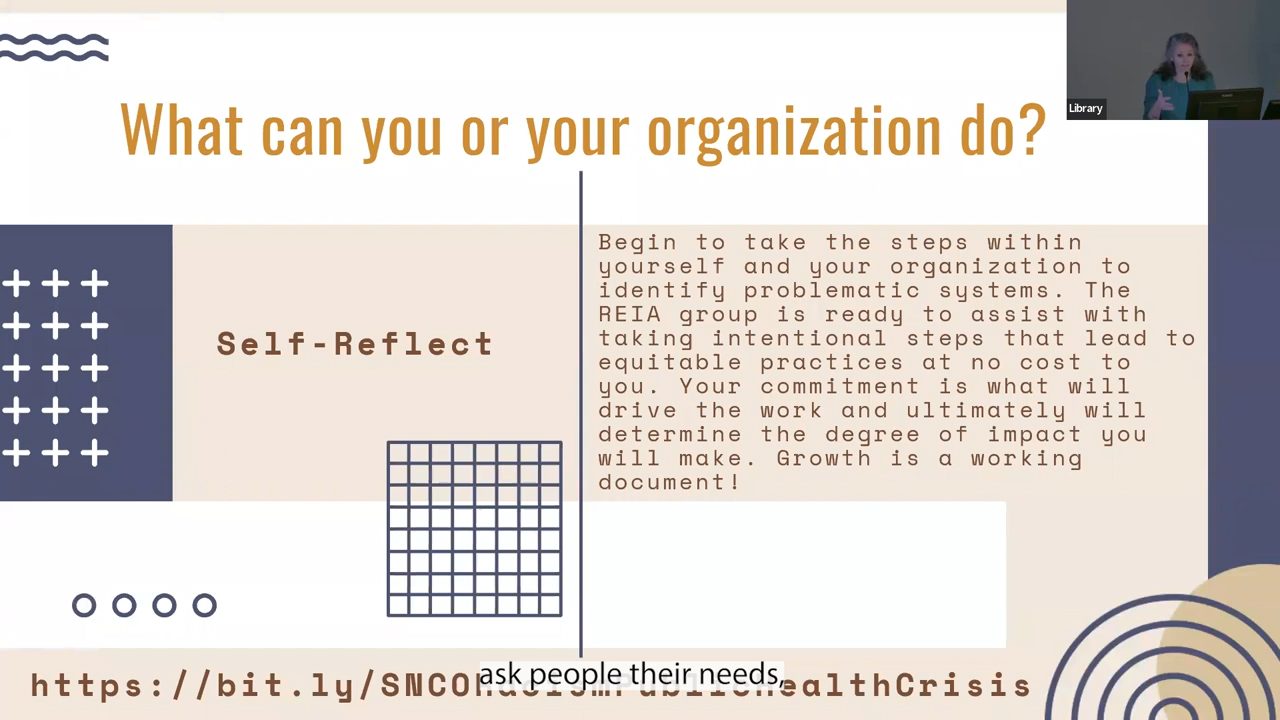 What can you or your organization do?
Library
Self-Reflect
Begin to take the steps within
yourself and your organization to
identify problematic systems. The
REIA group is ready to assist with
taking intentional steps that lead to
equitable practices at no cost to
you. Your commitment is what will
drive the work and ultimately will
determine the degree of impact you
will make. Growth is a working
document!
ask people their needs,